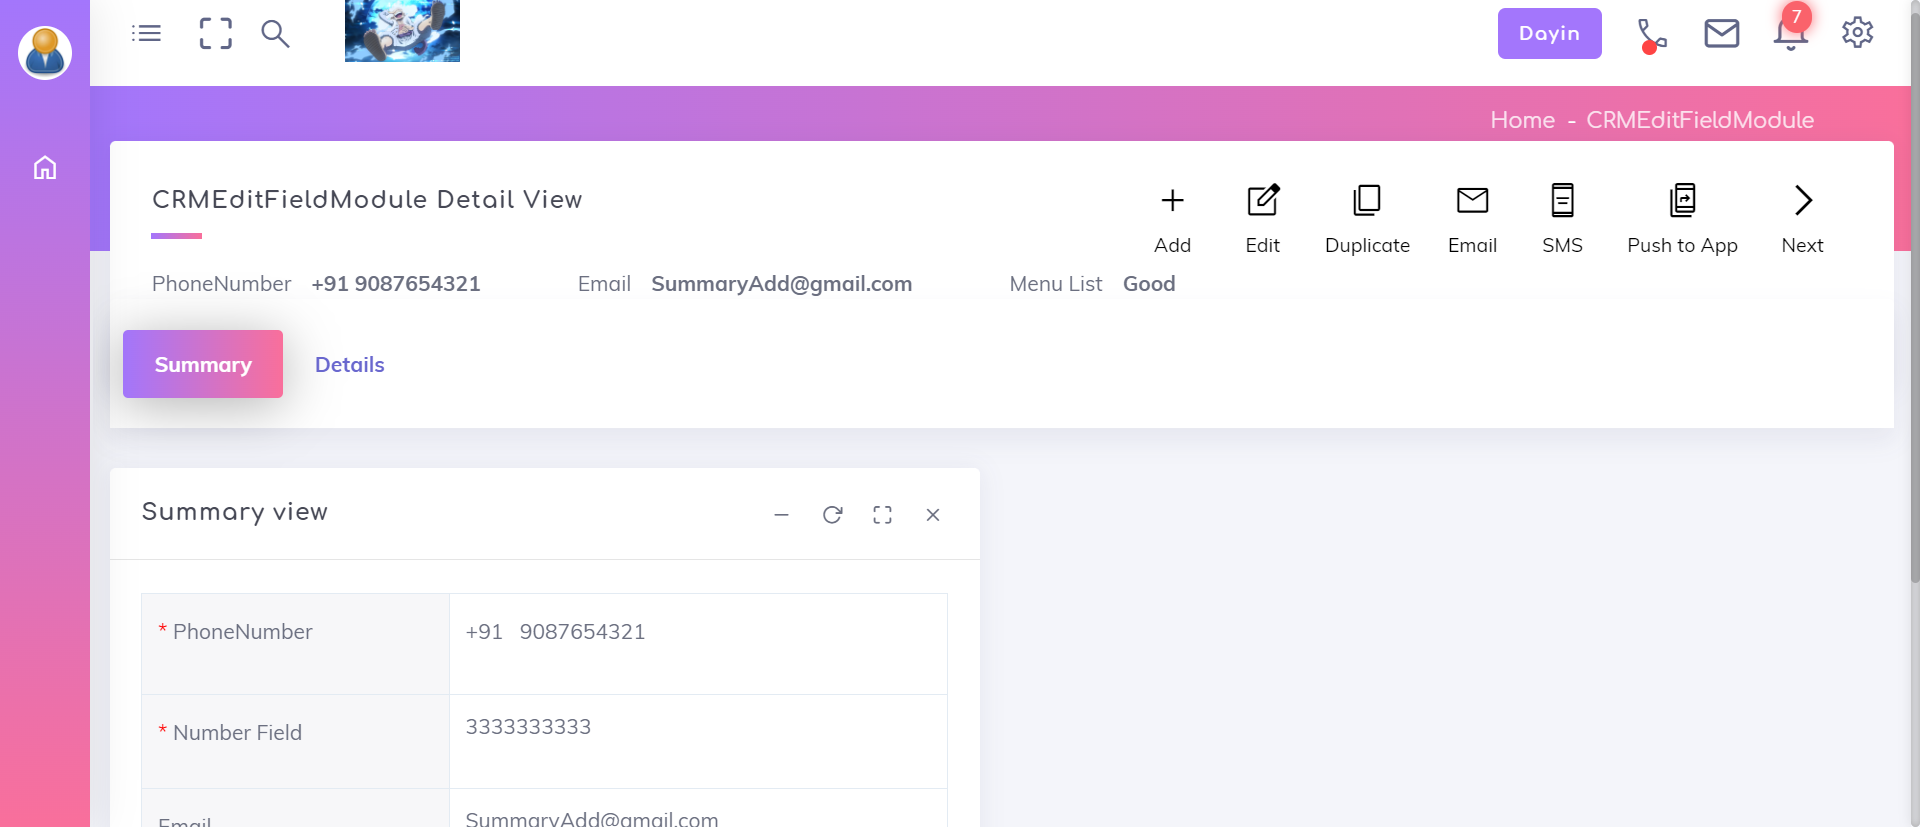 Dayin
7
Home - CRMEditFieldModule
CRMEditFieldModule Detail View
Add
Edit
Duplicate
Email
SMS
Push to App
Next
PhoneNumber +91 9087654321
Email SummaryAdd@gmail.com
Menu List Good
Summary
Details
Summary view
* PhoneNumber
+91 9087654321
* Number Field
3333333333
Email
SummaryAdd@gmail.com